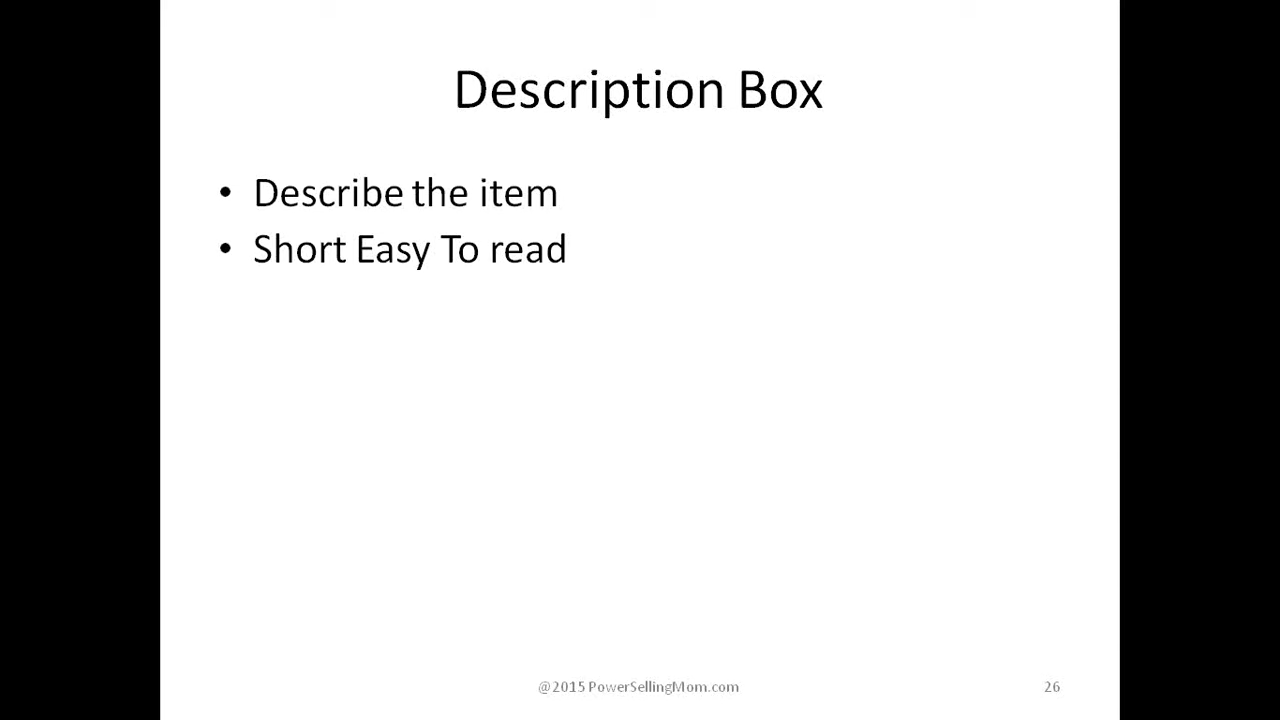 Description Box
• Describe the item
• Short Easy To read
@2015 PowerSellingMom.com
26